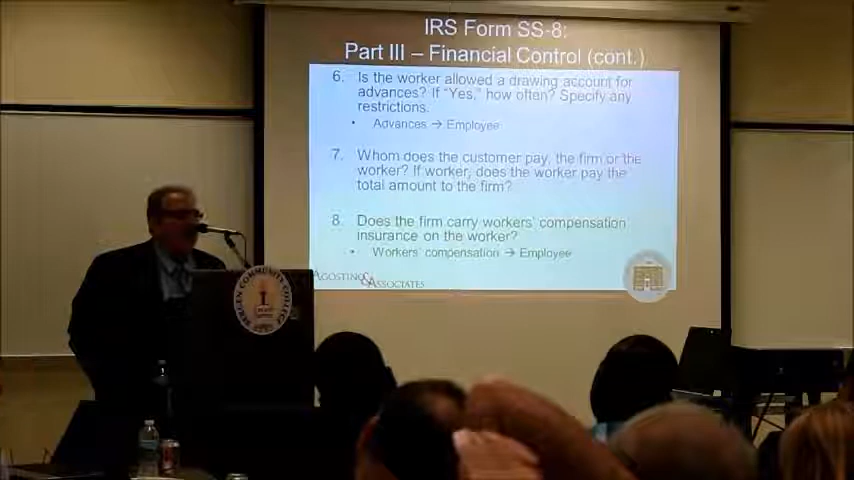 IRS Form SS-8:
Part III – Financial Control (cont.)
6. Is the worker allowed a drawing account for
advances? If "Yes," how often? Specify any
restrictions.
• Advances → Employee
7. Whom does the customer pay, the firm or the
worker? If worker, does the worker pay the
total amount to the firm?
8. Does the firm carry workers' compensation
insurance on the worker?
• Workers' compensation → Employee
AGOSTINO & ASSOCIATES
BERGEN COMMUNITY COLLEGE